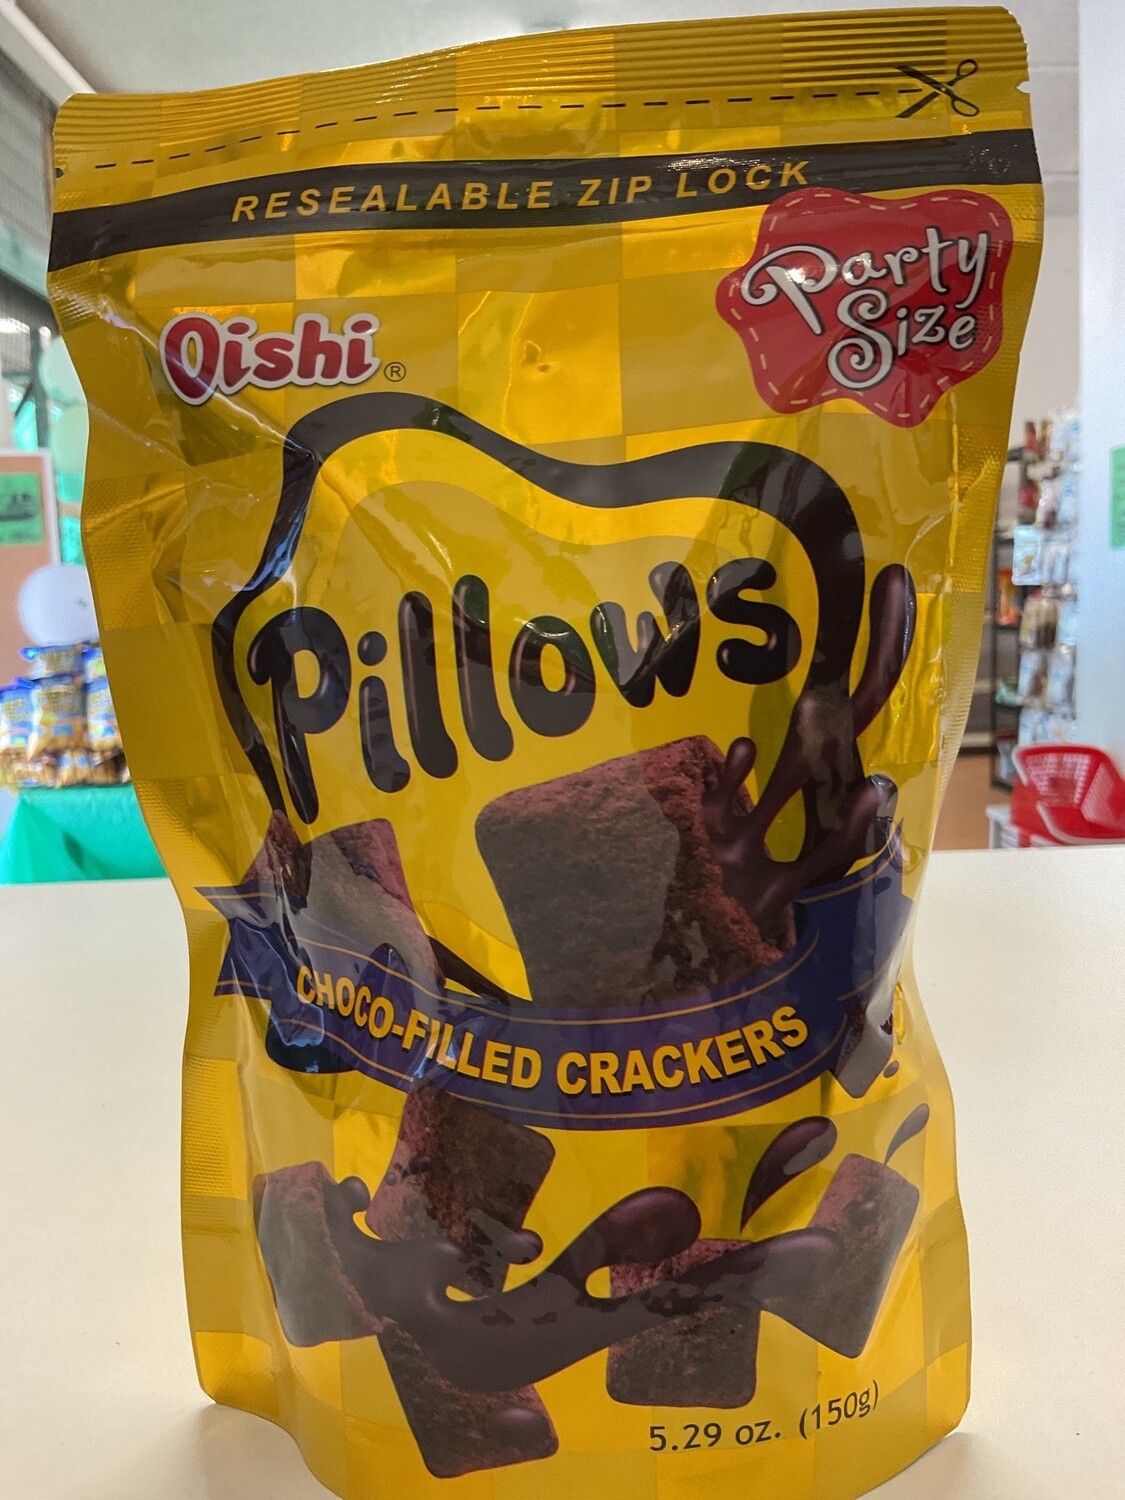 RESEALABLE ZIP LOCK
Party
Size
Oishi®
Pillows
CHOCO-FILLED CRACKERS
5.29 oz. (150g)